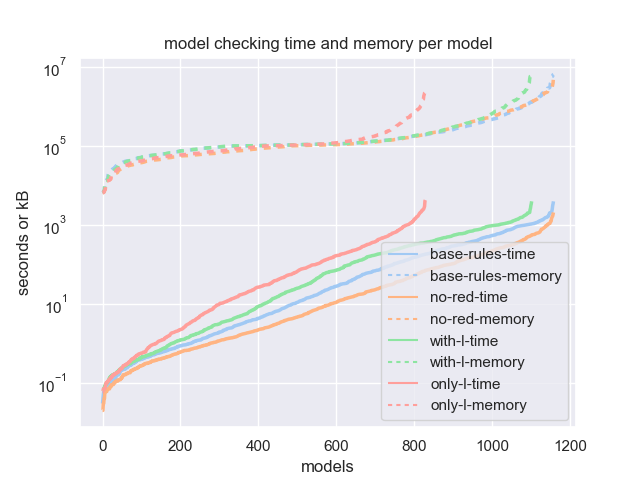 model checking time and memory per model
seconds or kB
10^7
10^5
10^3
10^1
10^−1
0
200
400
600
800
1000
1200
models
base-rules-time
base-rules-memory
no-red-time
no-red-memory
with-l-time
with-l-memory
only-l-time
only-l-memory